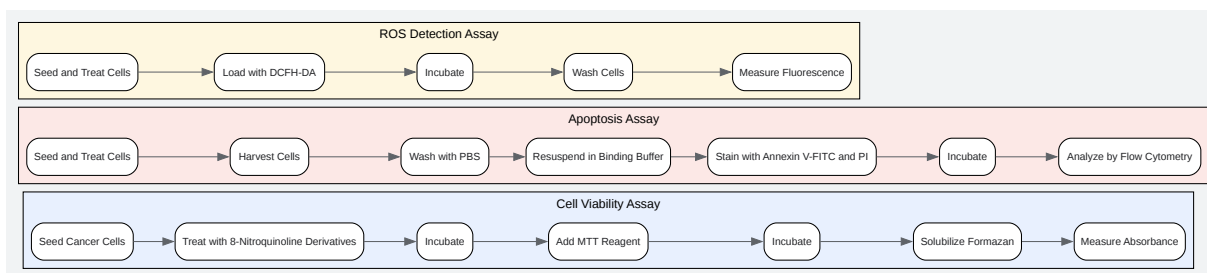 ROS Detection Assay
Seed and Treat Cells
Load with DCFH-DA
Incubate
Wash Cells
Measure Fluorescence
Apoptosis Assay
Seed and Treat Cells
Harvest Cells
Wash with PBS
Resuspend in Binding Buffer
Stain with Annexin V-FITC and PI
Incubate
Analyze by Flow Cytometry
Cell Viability Assay
Seed Cancer Cells
Treat with 8-Nitroquinoline Derivatives
Incubate
Add MTT Reagent
Incubate
Solubilize Formazan
Measure Absorbance